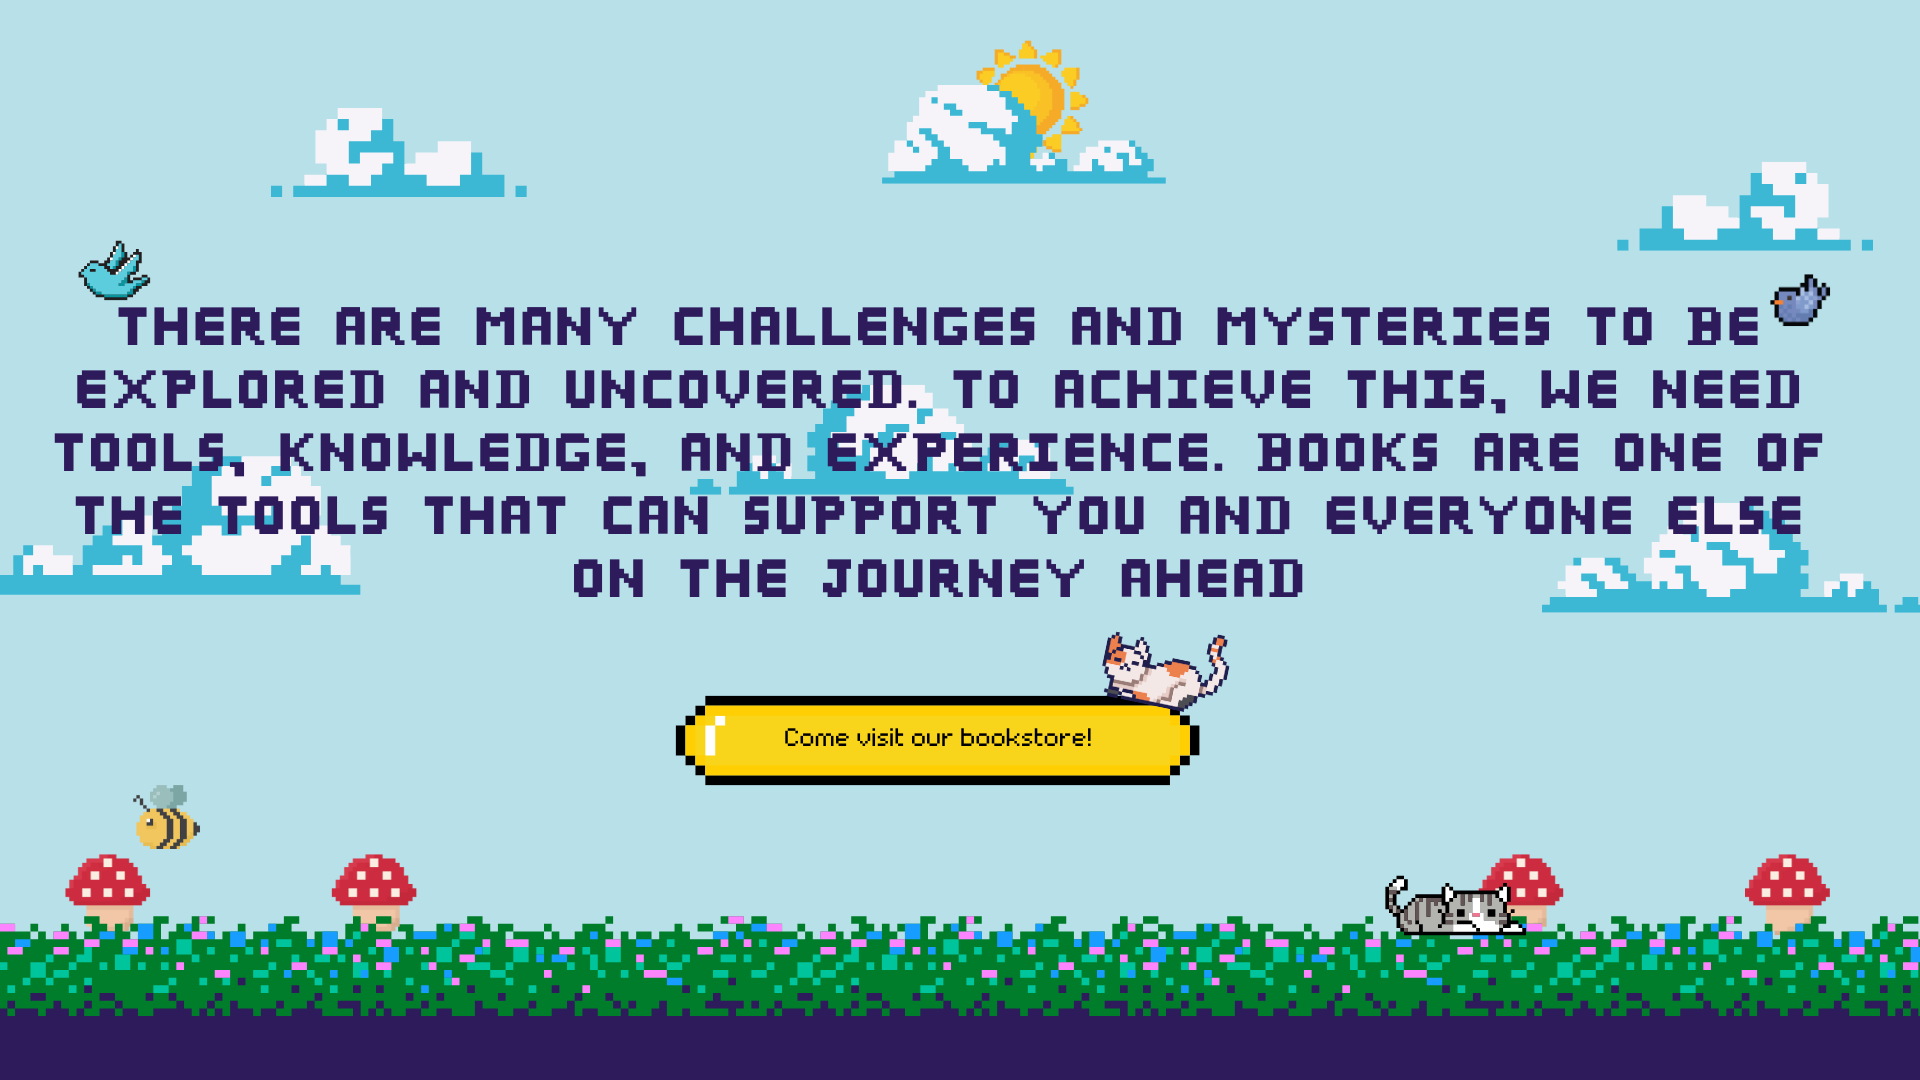 THERE ARE MANY CHALLENGES AND MYSTERIES TO BE
EXPLORED AND UNCOVERED. TO ACHIEVE THIS, WE NEED
TOOLS, KNOWLEDGE, AND EXPERIENCE. BOOKS ARE ONE OF
THE TOOLS THAT CAN SUPPORT YOU AND EVERYONE ELSE
ON THE JOURNEY AHEAD
Come visit our bookstore!